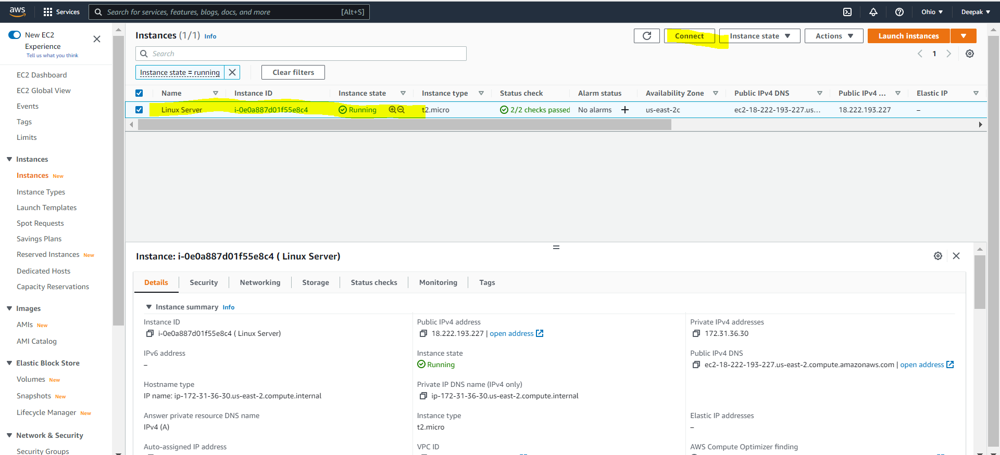 aws
Services
Search for services, features, blogs, docs, and more
[Alt+S]
Ohio
Deepak
New EC2
Experience
Tell us what you think
EC2 Dashboard
EC2 Global View
Events
Tags
Limits
Instances
Instances New
Instance Types
Launch Templates
Spot Requests
Savings Plans
Reserved Instances New
Dedicated Hosts
Capacity Reservations
Images
AMIs New
AMI Catalog
Elastic Block Store
Volumes New
Snapshots New
Lifecycle Manager New
Network & Security
Security Groups
Instances (1/1) Info
Connect
Instance state
Actions
Launch instances
Search
1
Instance state = running
Clear filters
Name Instance ID Instance state Instance type Status check Alarm status Availability Zone Public IPv4 DNS Public IPv4 ... Elastic IP
Linux Server i-0e0a887d01f55e8c4 Running t2.micro 2/2 checks passed No alarms + us-east-2c ec2-18-222-193-227.us... 18.222.193.227 –
Instance: i-0e0a887d01f55e8c4 ( Linux Server)
Details Security Networking Storage Status checks Monitoring Tags
Instance summary Info
Instance ID
i-0e0a887d01f55e8c4 ( Linux Server)
Public IPv4 address
18.222.193.227 | open address
Private IPv4 addresses
172.31.36.30
IPv6 address
–
Instance state
Running
Public IPv4 DNS
ec2-18-222-193-227.us-east-2.compute.amazonaws.com | open address
Hostname type
IP name: ip-172-31-36-30.us-east-2.compute.internal
Private IP DNS name (IPv4 only)
ip-172-31-36-30.us-east-2.compute.internal
Answer private resource DNS name
IPv4 (A)
Instance type
t2.micro
Elastic IP addresses
–
Auto-assigned IP address
VPC ID
AWS Compute Optimizer finding